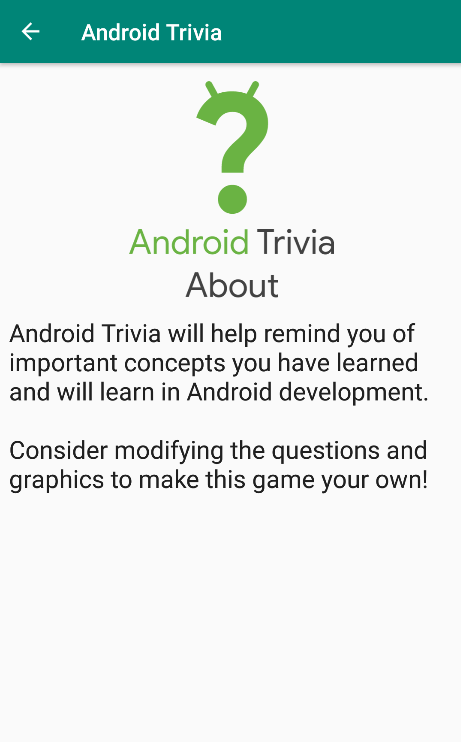 Android Trivia
Android Trivia
About
Android Trivia will help remind you of
important concepts you have learned
and will learn in Android development.
Consider modifying the questions and
graphics to make this game your own!